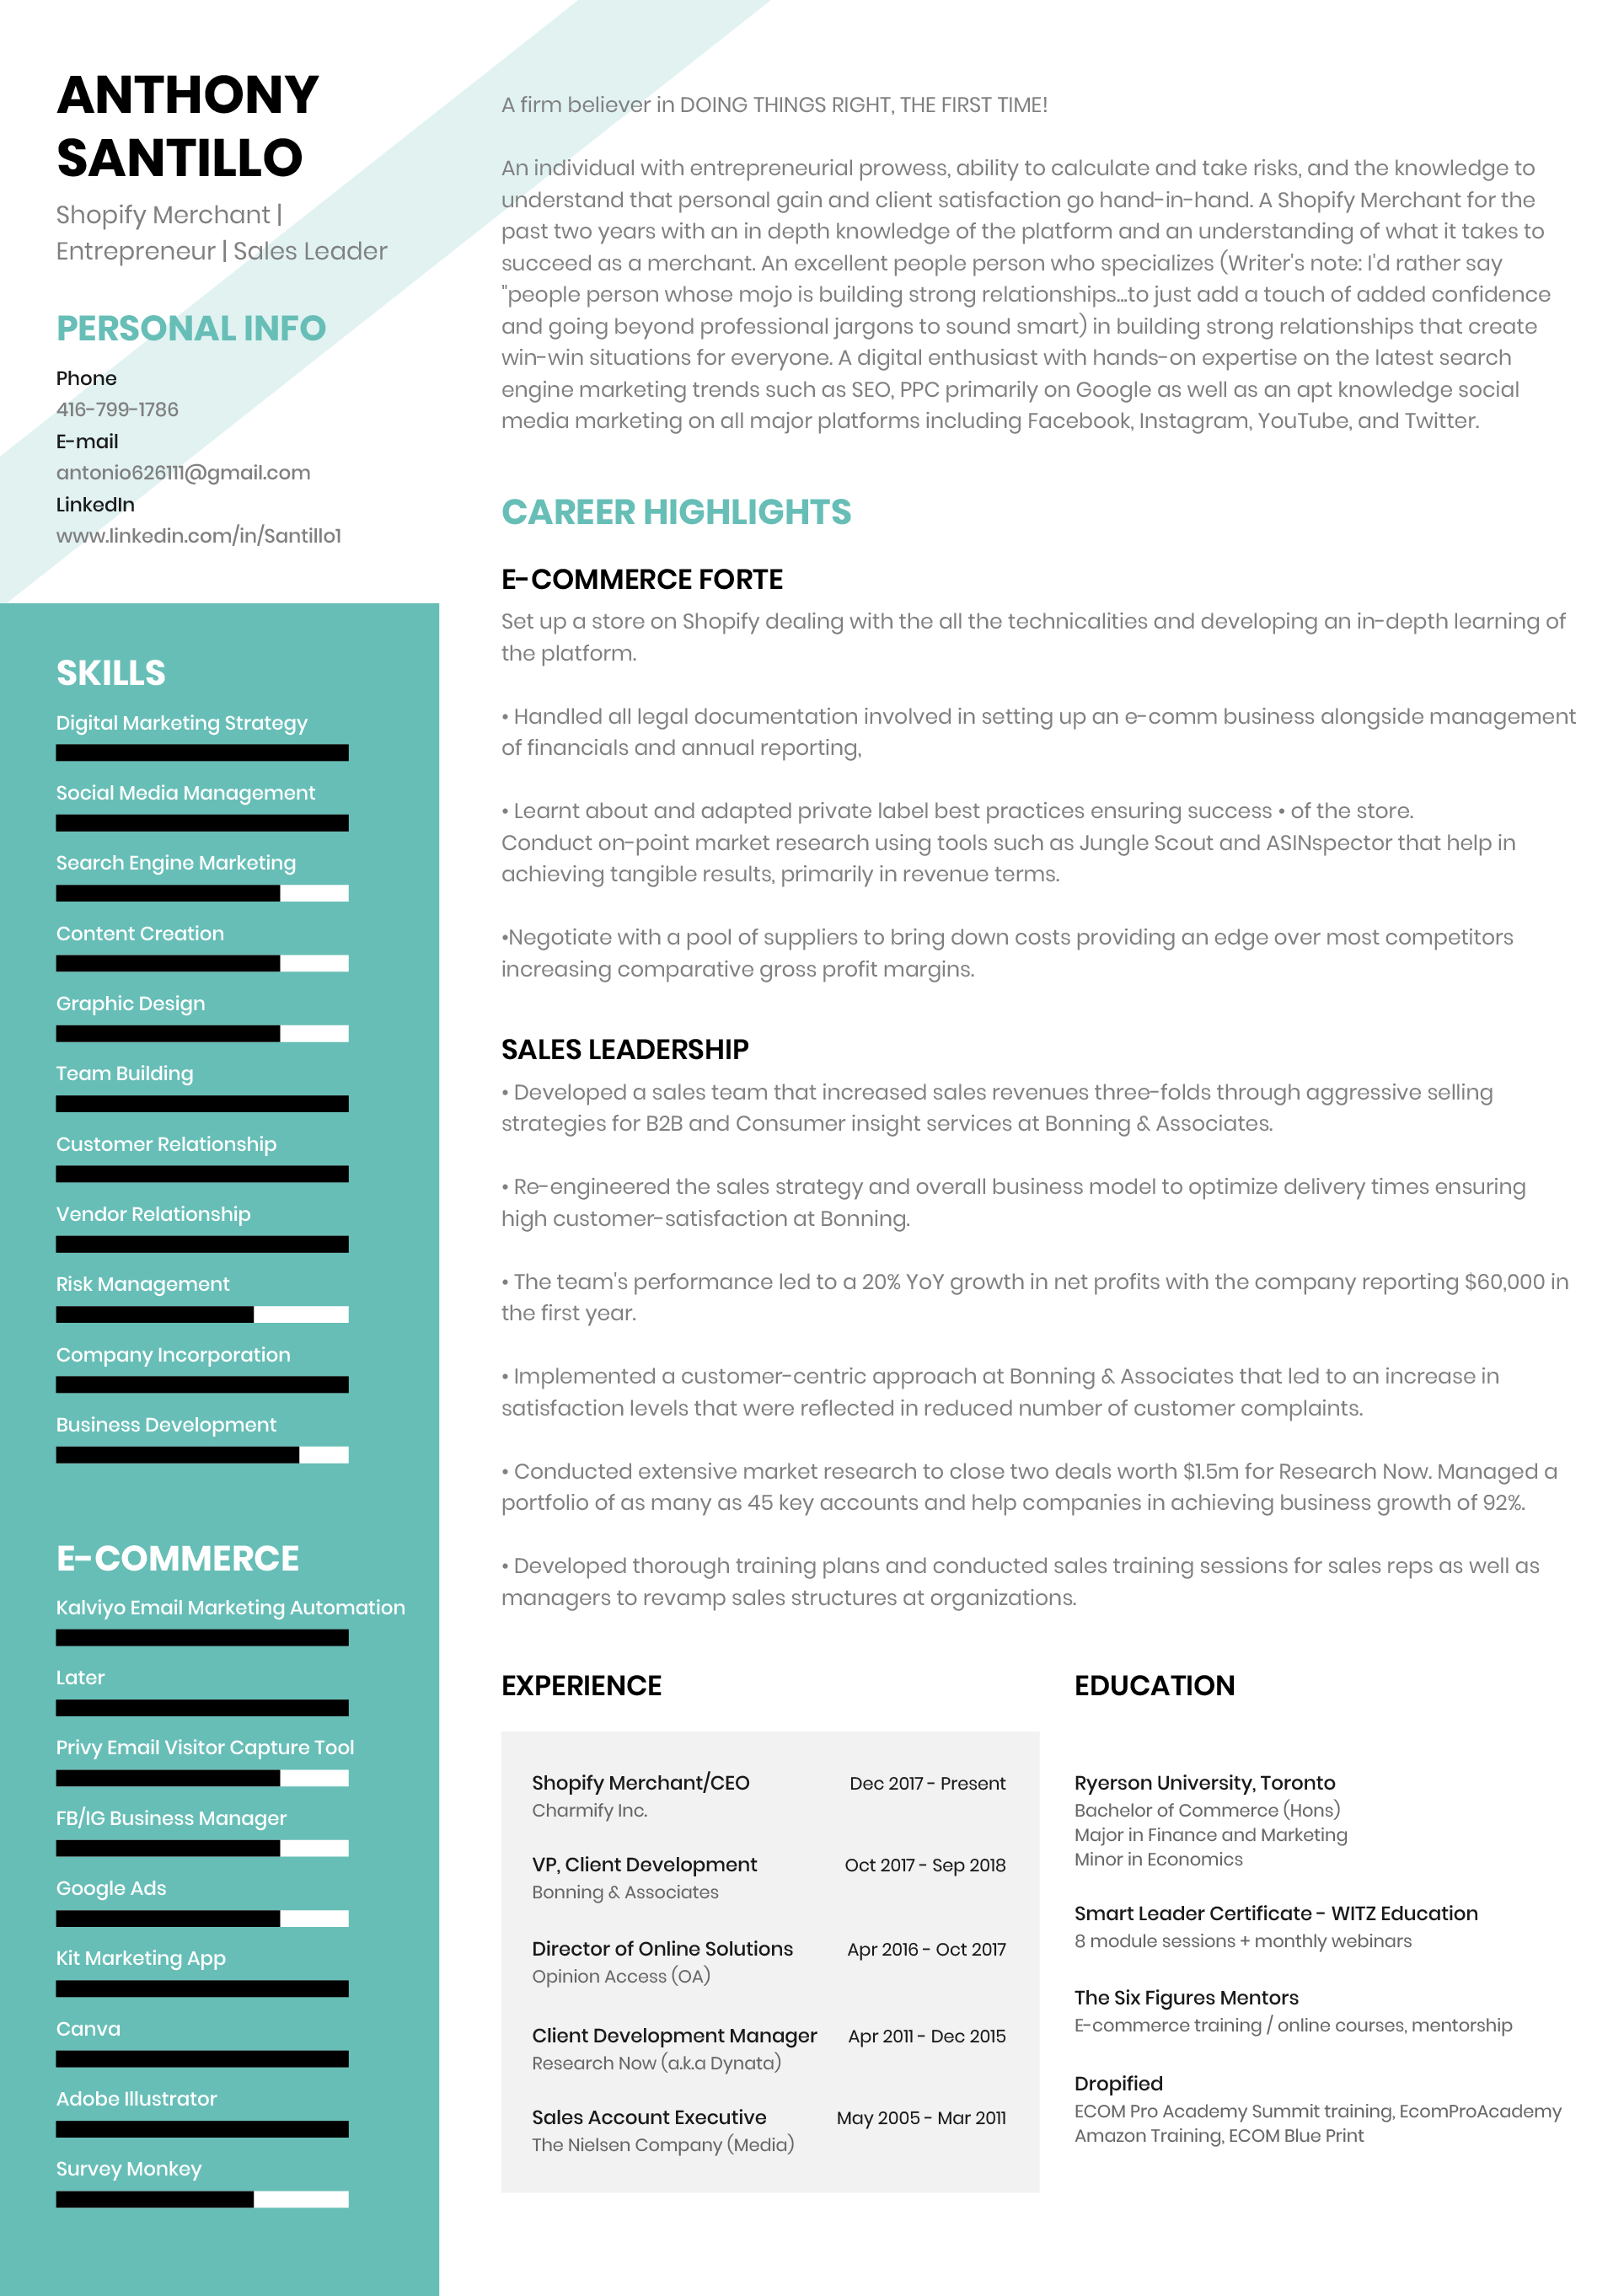 ANTHONY
SANTILLO
Shopify Merchant |
Entrepreneur | Sales Leader
PERSONAL INFO
Phone
416-799-1786
E-mail
antonio626111@gmail.com
LinkedIn
www.linkedin.com/in/Santillo1
SKILLS
Digital Marketing Strategy
Social Media Management
Search Engine Marketing
Content Creation
Graphic Design
Team Building
Customer Relationship
Vendor Relationship
Risk Management
Company Incorporation
Business Development
E-COMMERCE
Kalviyo Email Marketing Automation
Later
Privy Email Visitor Capture Tool
FB/IG Business Manager
Google Ads
Kit Marketing App
Canva
Adobe Illustrator
Survey Monkey
A firm believer in DOING THINGS RIGHT, THE FIRST TIME!
An individual with entrepreneurial prowess, ability to calculate and take risks, and the knowledge to
understand that personal gain and client satisfaction go hand-in-hand. A Shopify Merchant for the
past two years with an in depth knowledge of the platform and an understanding of what it takes to
succeed as a merchant. An excellent people person who specializes (Writer's note: I'd rather say
"people person whose mojo is building strong relationships...to just add a touch of added confidence
and going beyond professional jargons to sound smart) in building strong relationships that create
win-win situations for everyone. A digital enthusiast with hands-on expertise on the latest search
engine marketing trends such as SEO, PPC primarily on Google as well as an apt knowledge social
media marketing on all major platforms including Facebook, Instagram, YouTube, and Twitter.
CAREER HIGHLIGHTS
E-COMMERCE FORTE
Set up a store on Shopify dealing with the all the technicalities and developing an in-depth learning of
the platform.
• Handled all legal documentation involved in setting up an e-comm business alongside management
of financials and annual reporting,
• Learnt about and adapted private label best practices ensuring success • of the store.
Conduct on-point market research using tools such as Jungle Scout and ASINspector that help in
achieving tangible results, primarily in revenue terms.
•Negotiate with a pool of suppliers to bring down costs providing an edge over most competitors
increasing comparative gross profit margins.
SALES LEADERSHIP
• Developed a sales team that increased sales revenues three-folds through aggressive selling
strategies for B2B and Consumer insight services at Bonning & Associates.
• Re-engineered the sales strategy and overall business model to optimize delivery times ensuring
high customer-satisfaction at Bonning.
• The team's performance led to a 20% YoY growth in net profits with the company reporting $60,000 in
the first year.
• Implemented a customer-centric approach at Bonning & Associates that led to an increase in
satisfaction levels that were reflected in reduced number of customer complaints.
• Conducted extensive market research to close two deals worth $1.5m for Research Now. Managed a
portfolio of as many as 45 key accounts and help companies in achieving business growth of 92%.
• Developed thorough training plans and conducted sales training sessions for sales reps as well as
managers to revamp sales structures at organizations.
EXPERIENCE
Shopify Merchant/CEO Dec 2017 - Present
Charmify Inc.
VP, Client Development Oct 2017 - Sep 2018
Bonning & Associates
Director of Online Solutions Apr 2016 - Oct 2017
Opinion Access (OA)
Client Development Manager Apr 2011 - Dec 2015
Research Now (a.k.a Dynata)
Sales Account Executive May 2005 - Mar 2011
The Nielsen Company (Media)
EDUCATION
Ryerson University, Toronto
Bachelor of Commerce (Hons)
Major in Finance and Marketing
Minor in Economics
Smart Leader Certificate - WITZ Education
8 module sessions + monthly webinars
The Six Figures Mentors
E-commerce training / online courses, mentorship
Dropified
ECOM Pro Academy Summit training, EcomProAcademy
Amazon Training, ECOM Blue Print